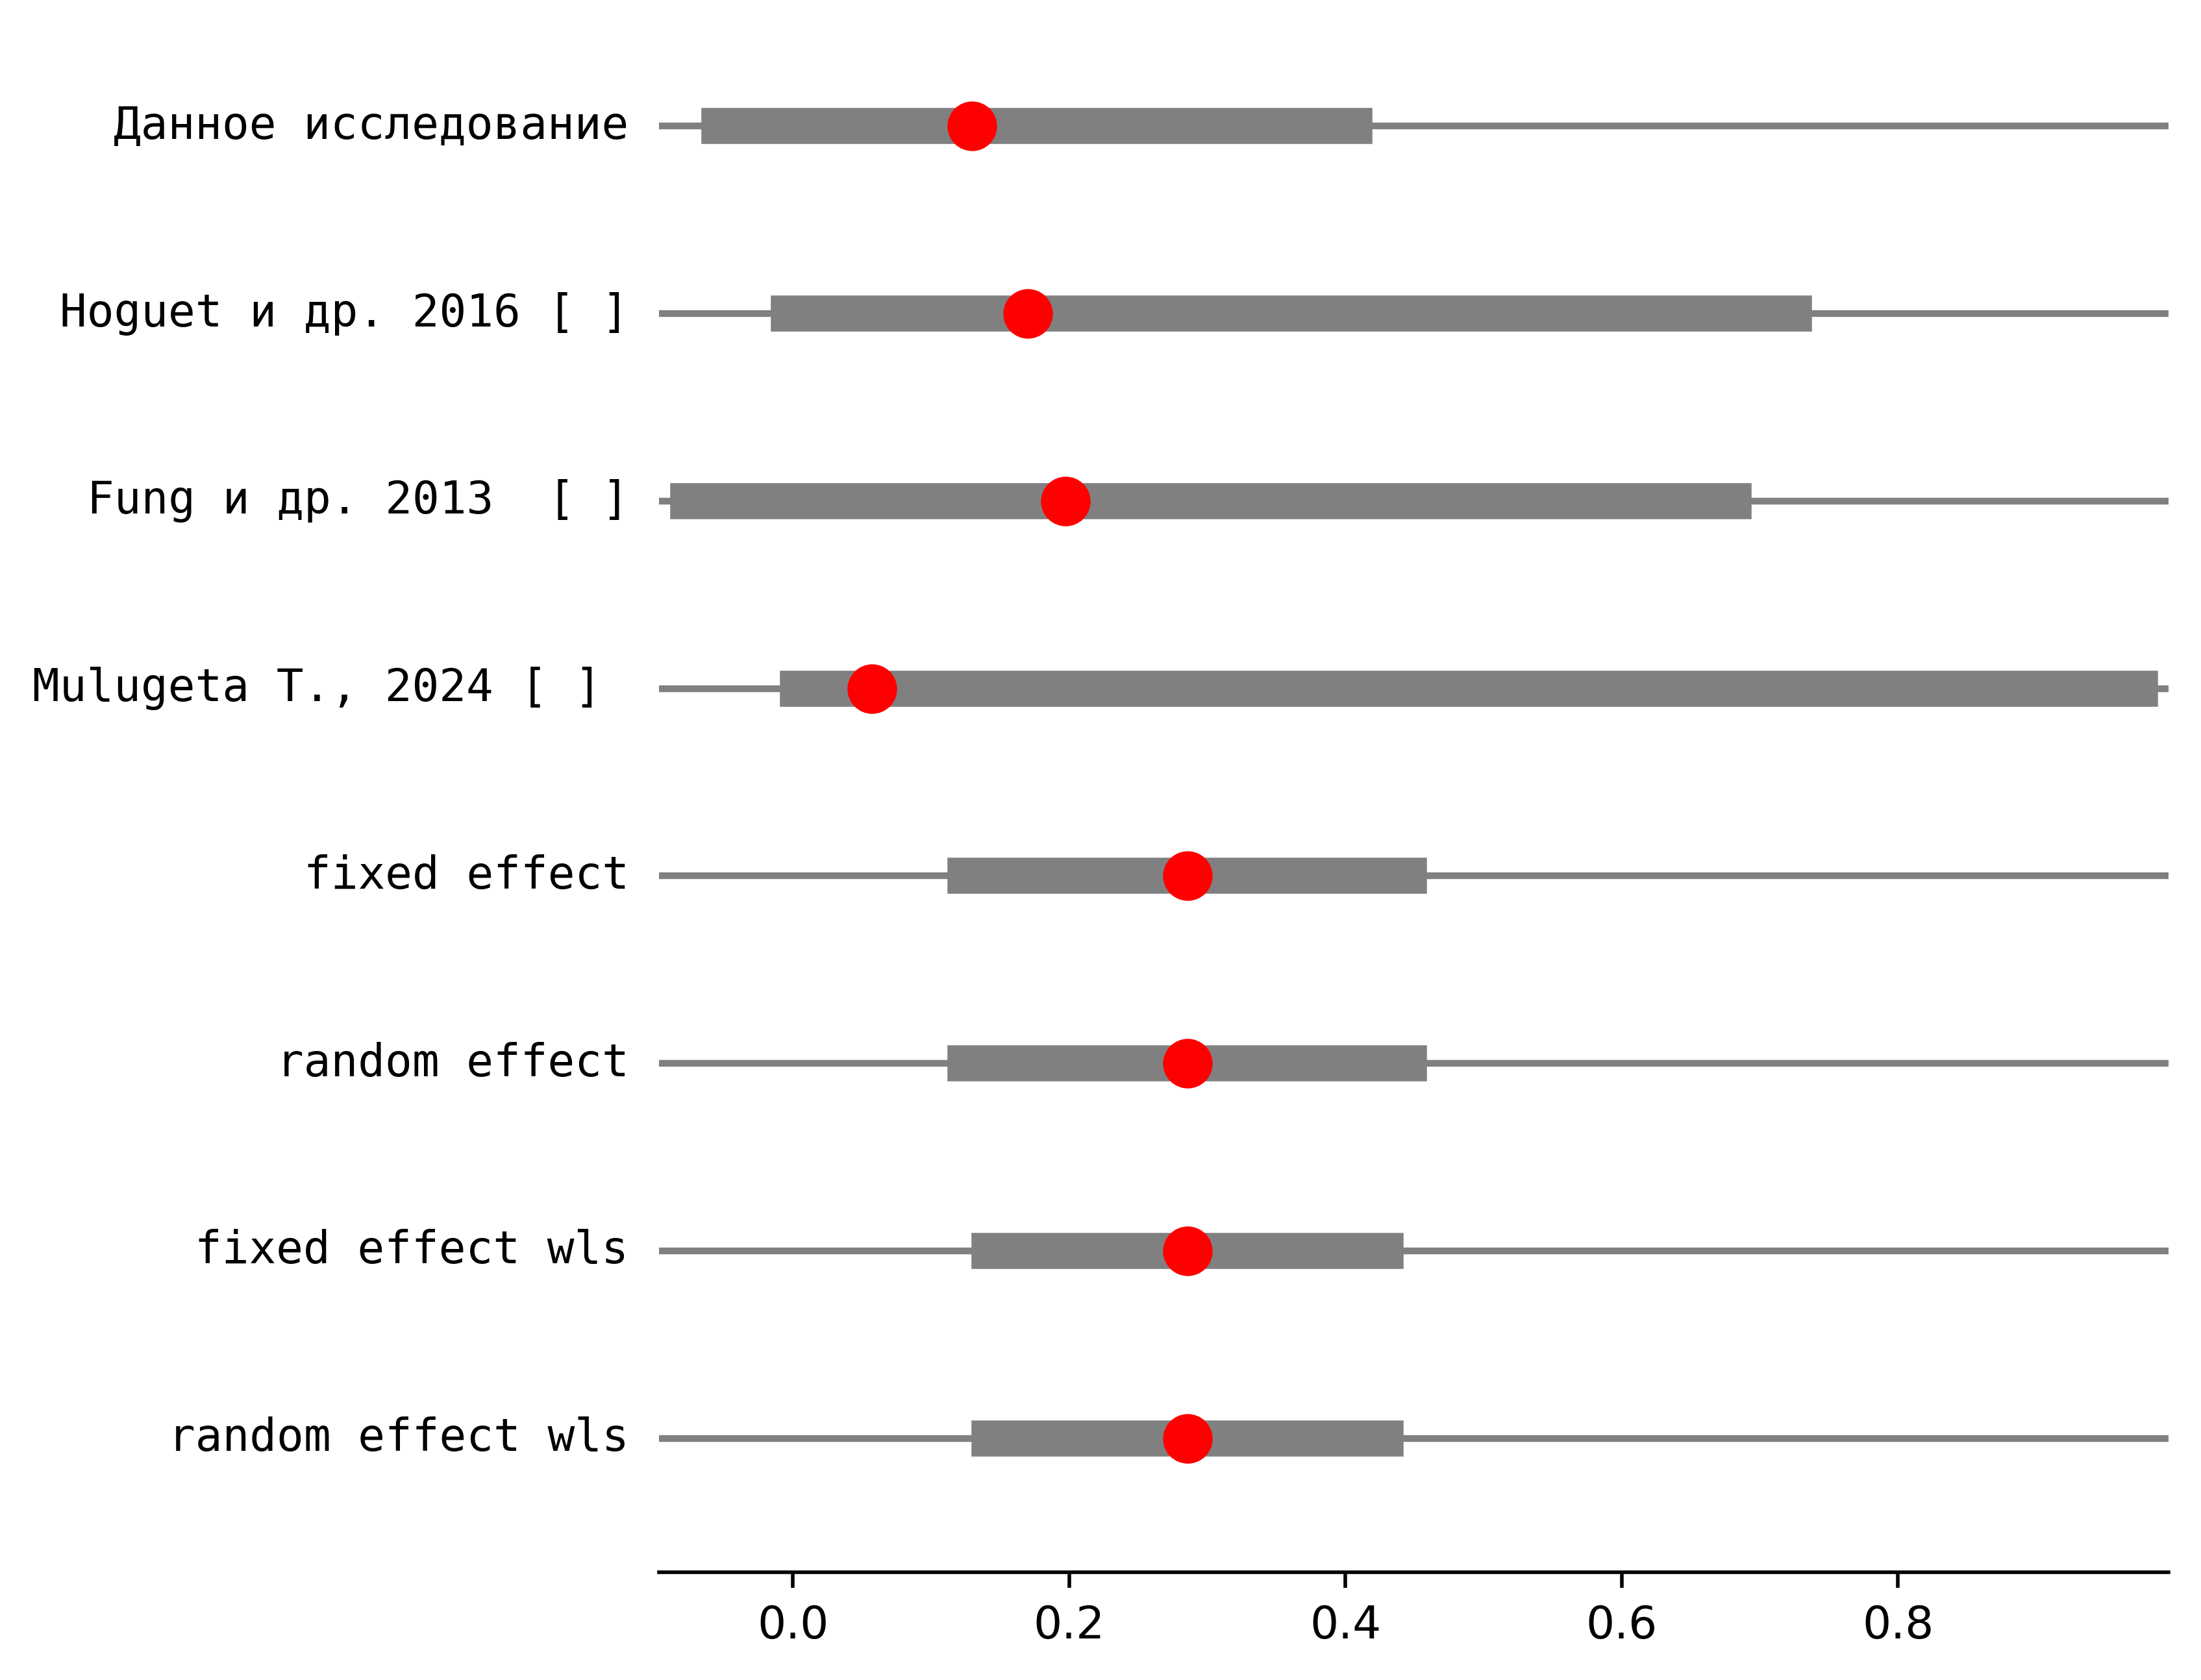 Данное исследование
Hoguet и др. 2016 [ ]
Fung и др. 2013  [ ]
Mulugeta T., 2024 [ ]
fixed effect
random effect
fixed effect wls
random effect wls
0.0 0.2 0.4 0.6 0.8